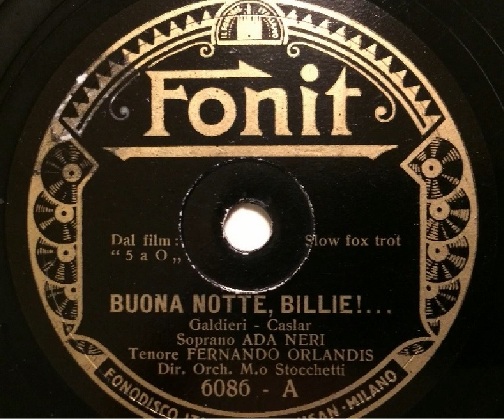 Fonit
Dal film: Slow fox trot
"5 a O"
BUONA NOTTE, BILLIE!...
Galdieri - Caslar
Soprano ADA NERI
Tenore FERNANDO ORLANDIS
Dir. Orch. M.o Stocchetti
6086 - A
FONODISCO MILANO